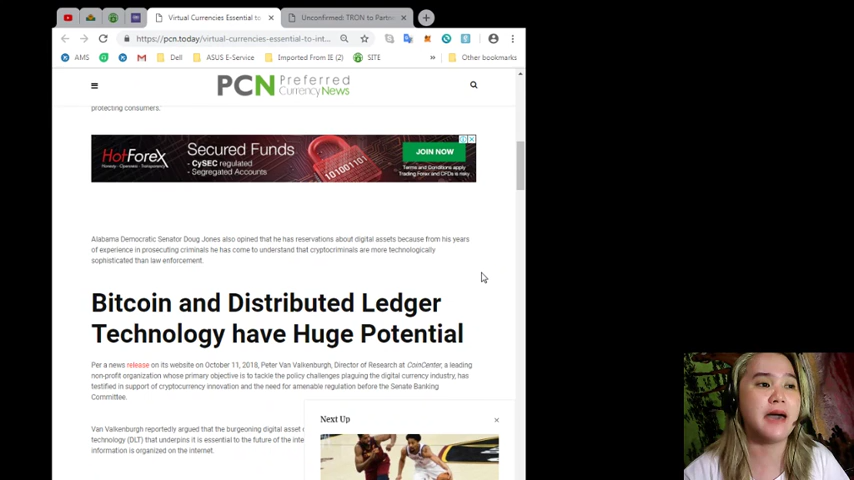 Virtual Currencies Essential to
Unconfirmed: TRON to Partn
https://pcn.today/virtual-currencies-essential-to-int...
AMS
Dell
ASUS E-Service
Imported From IE (2)
SITE
»
Other bookmarks
PCN Preferred
Currency News
protecting consumers."
HotForex
Secured Funds
- CySEC regulated
- Segregated Accounts
1001101
JOIN NOW
Terms and Conditions apply
Trading Forex and CFDs is risky
Alabama Democratic Senator Doug Jones also opined that he has reservations about digital assets because from his years
of experience in prosecuting criminals he has come to understand that cryptocriminals are more technologically
sophisticated than law enforcement.
Bitcoin and Distributed Ledger
Technology have Huge Potential
Per a news release on its website on October 11, 2018, Peter Van Valkenburgh, Director of Research at CoinCenter, a leading
non-profit organization whose primary objective is to tackle the policy challenges plaguing the digital currency industry, has
testified in support of cryptocurrency innovation and the need for amenable regulation before the Senate Banking
Committee.
Van Valkenburgh reportedly argued that the burgeoning digital asset
technology (DLT) that underpins it is essential to the future of the inte
information is organized on the internet.
Next Up